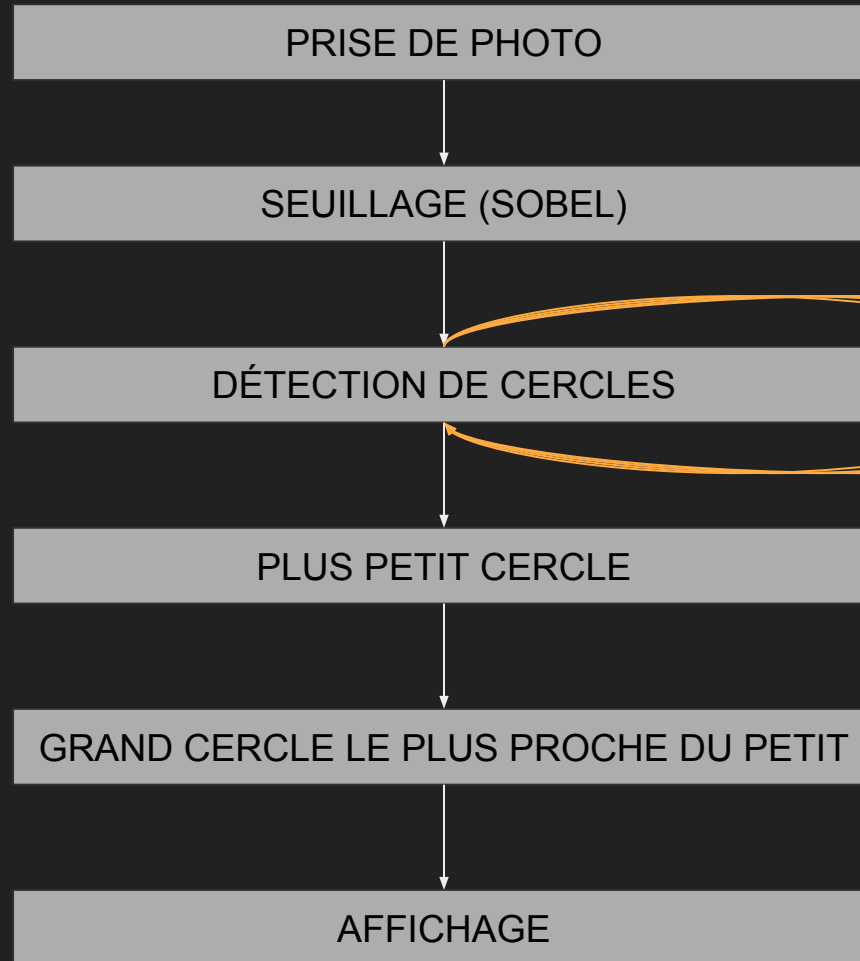 PRISE DE PHOTO
SEUILLAGE (SOBEL)
DÉTECTION DE CERCLES
PLUS PETIT CERCLE
GRAND CERCLE LE PLUS PROCHE DU PETIT
AFFICHAGE